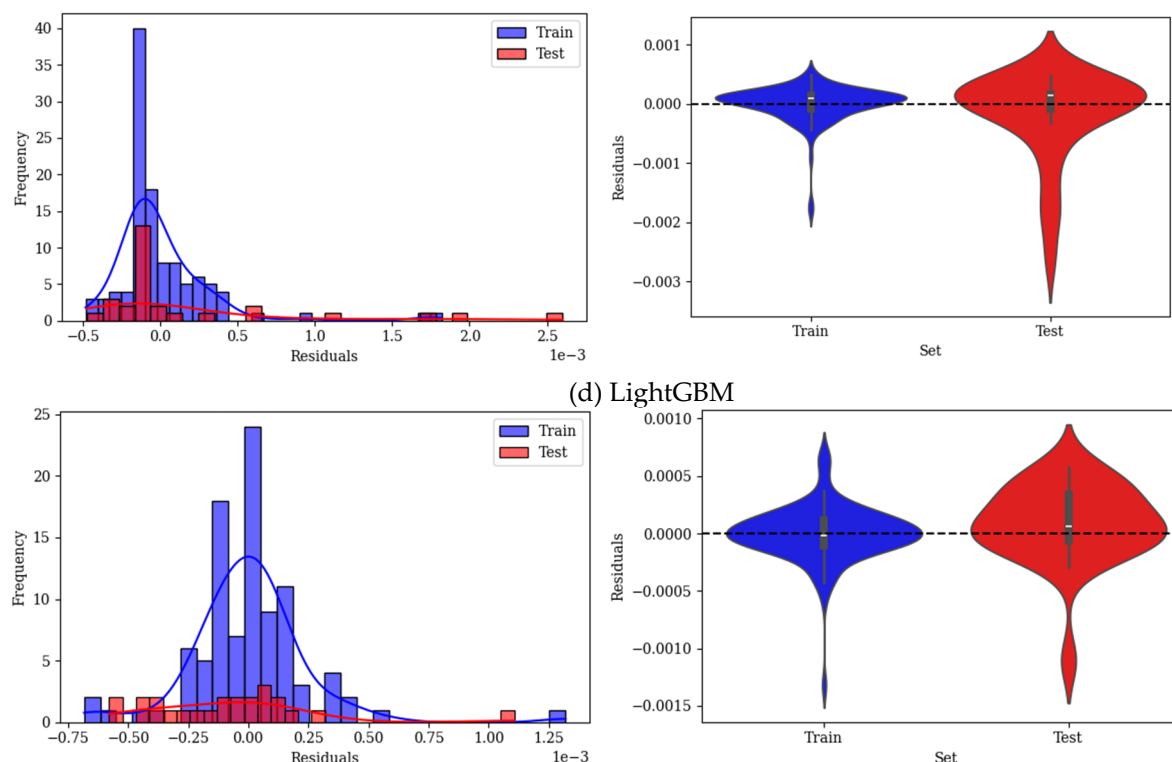 40
35
30
25
20
15
10
5
0
Frequency
Train
Test
−0.5
0.0
0.5
1.0
1.5
2.0
2.5
Residuals
1e−3
0.001
0.000
−0.001
−0.002
−0.003
Residuals
Train
Test
Set
(d) LightGBM
25
20
15
10
5
0
Frequency
Train
Test
−0.75
−0.50
−0.25
0.00
0.25
0.50
0.75
1.00
1.25
Residuals
1e−3
0.0010
0.0005
0.0000
−0.0005
−0.0010
−0.0015
Residuals
Train
Test
Set